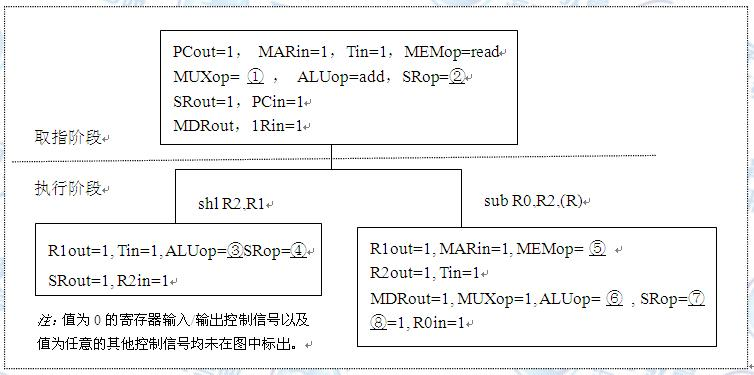 PCout=1， MARin=1，Tin=1，MEMop=read
MUXop= ① ， ALUop=add，SRop=②
SRout=1，PCin=1
MDRout，1Rin=1
取指阶段
执行阶段
shl R2,R1
sub R0,R2,(R)
R1out=1, Tin=1, ALUop=③SRop=④
SRout=1, R2in=1
R1out=1, MARin=1, MEMop= ⑤
R2out=1, Tin=1
MDRout=1, MUXop=1, ALUop= ⑥ , SRop=⑦
⑧=1, R0in=1
注：值为 0 的寄存器输入/输出控制信号以及
值为任意的其他控制信号均未在图中标出。